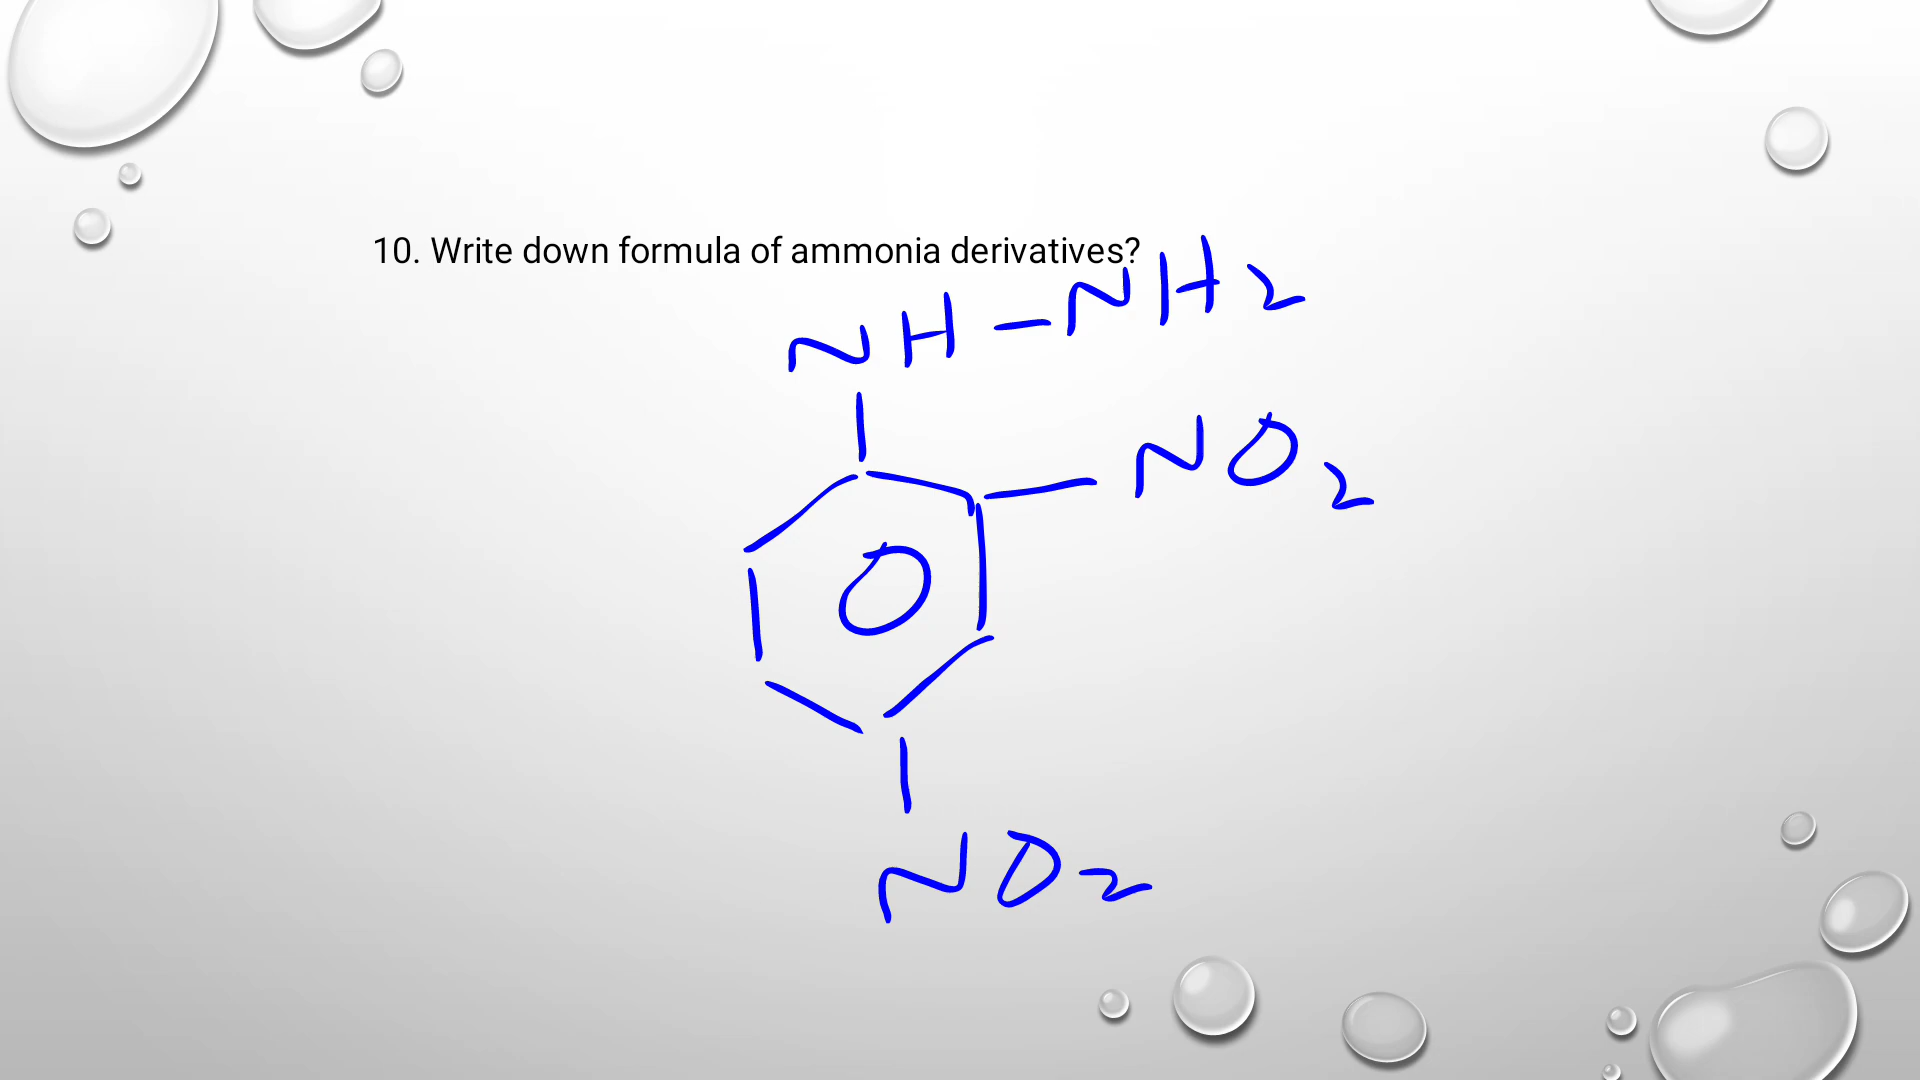 10. Write down formula of ammonia derivatives?
NH-NH2
NO2
NO2